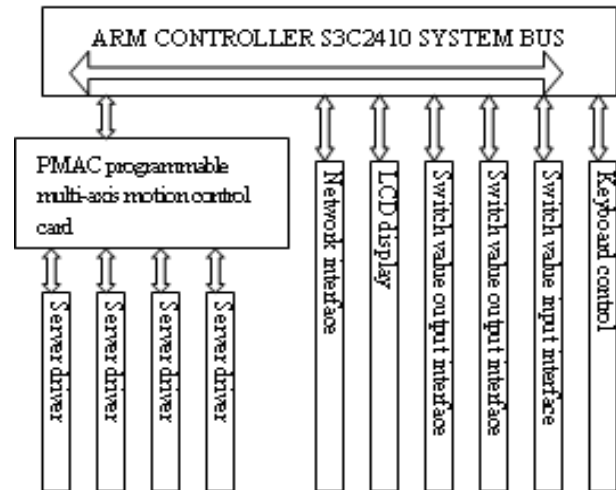 ARM CONTROLLER S3C2410 SYSTEM BUS
PMAC programmable
multi-axis motion control
card
Server driver
Server driver
Server driver
Server driver
Network interface
LCD display
Switch value output interface
Switch value output interface
Switch value input interface
Keyboard control